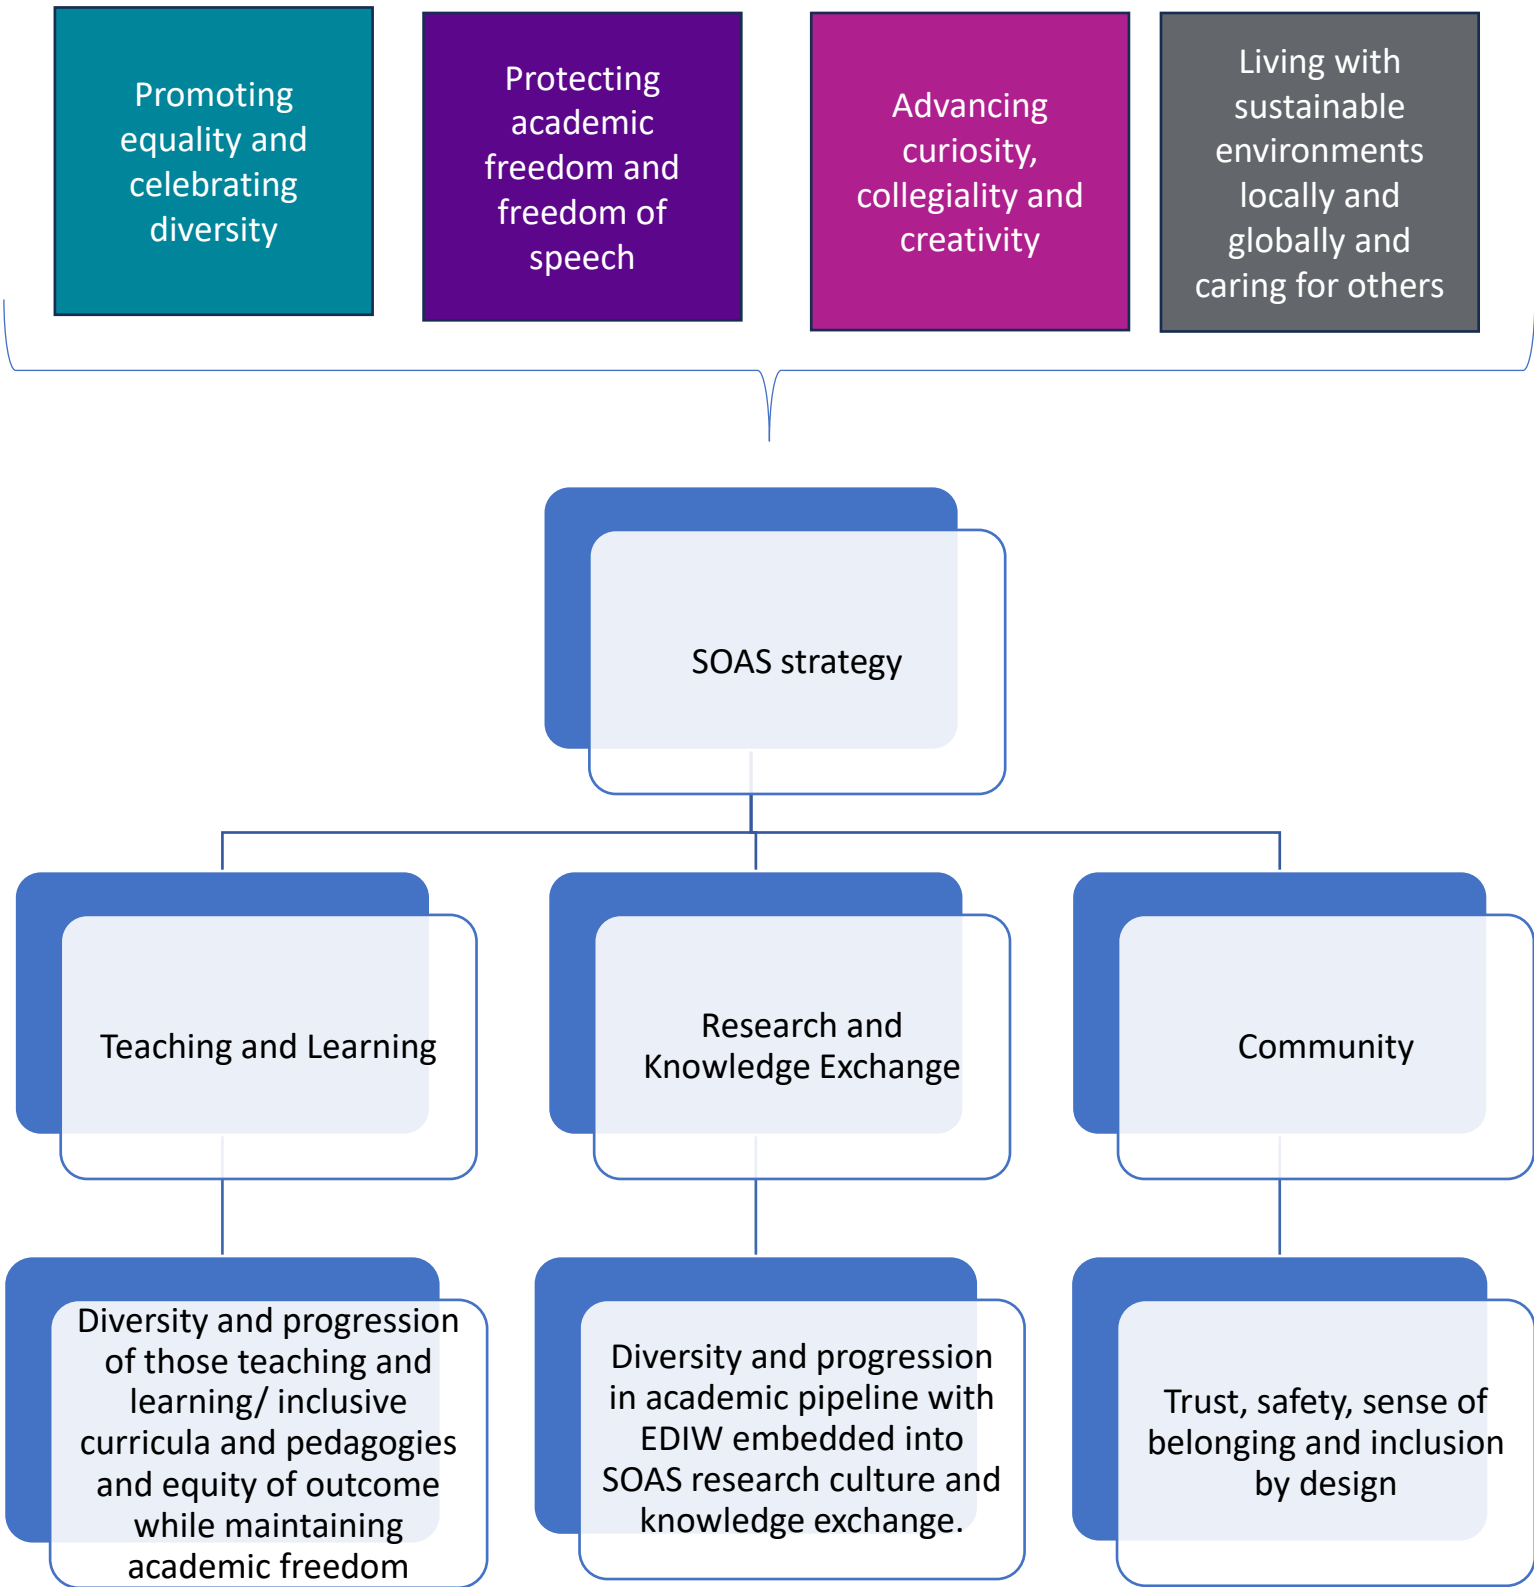 Promoting
equality and
celebrating
diversity
Protecting
academic
freedom and
freedom of
speech
Advancing
curiosity,
collegiality and
creativity
Living with
sustainable
environments
locally and
globally and
caring for others
SOAS strategy
Teaching and Learning
Research and
Knowledge Exchange
Community
Diversity and progression
of those teaching and
learning/ inclusive
curricula and pedagogies
and equity of outcome
while maintaining
academic freedom
Diversity and progression
in academic pipeline with
EDIW embedded into
SOAS research culture and
knowledge exchange.
Trust, safety, sense of
belonging and inclusion
by design